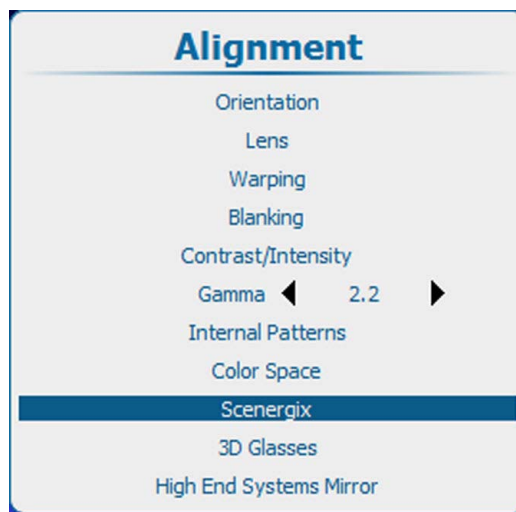 Alignment
Orientation
Lens
Warping
Blanking
Contrast/Intensity
Gamma 2.2
Internal Patterns
Color Space
Scenergix
3D Glasses
High End Systems Mirror